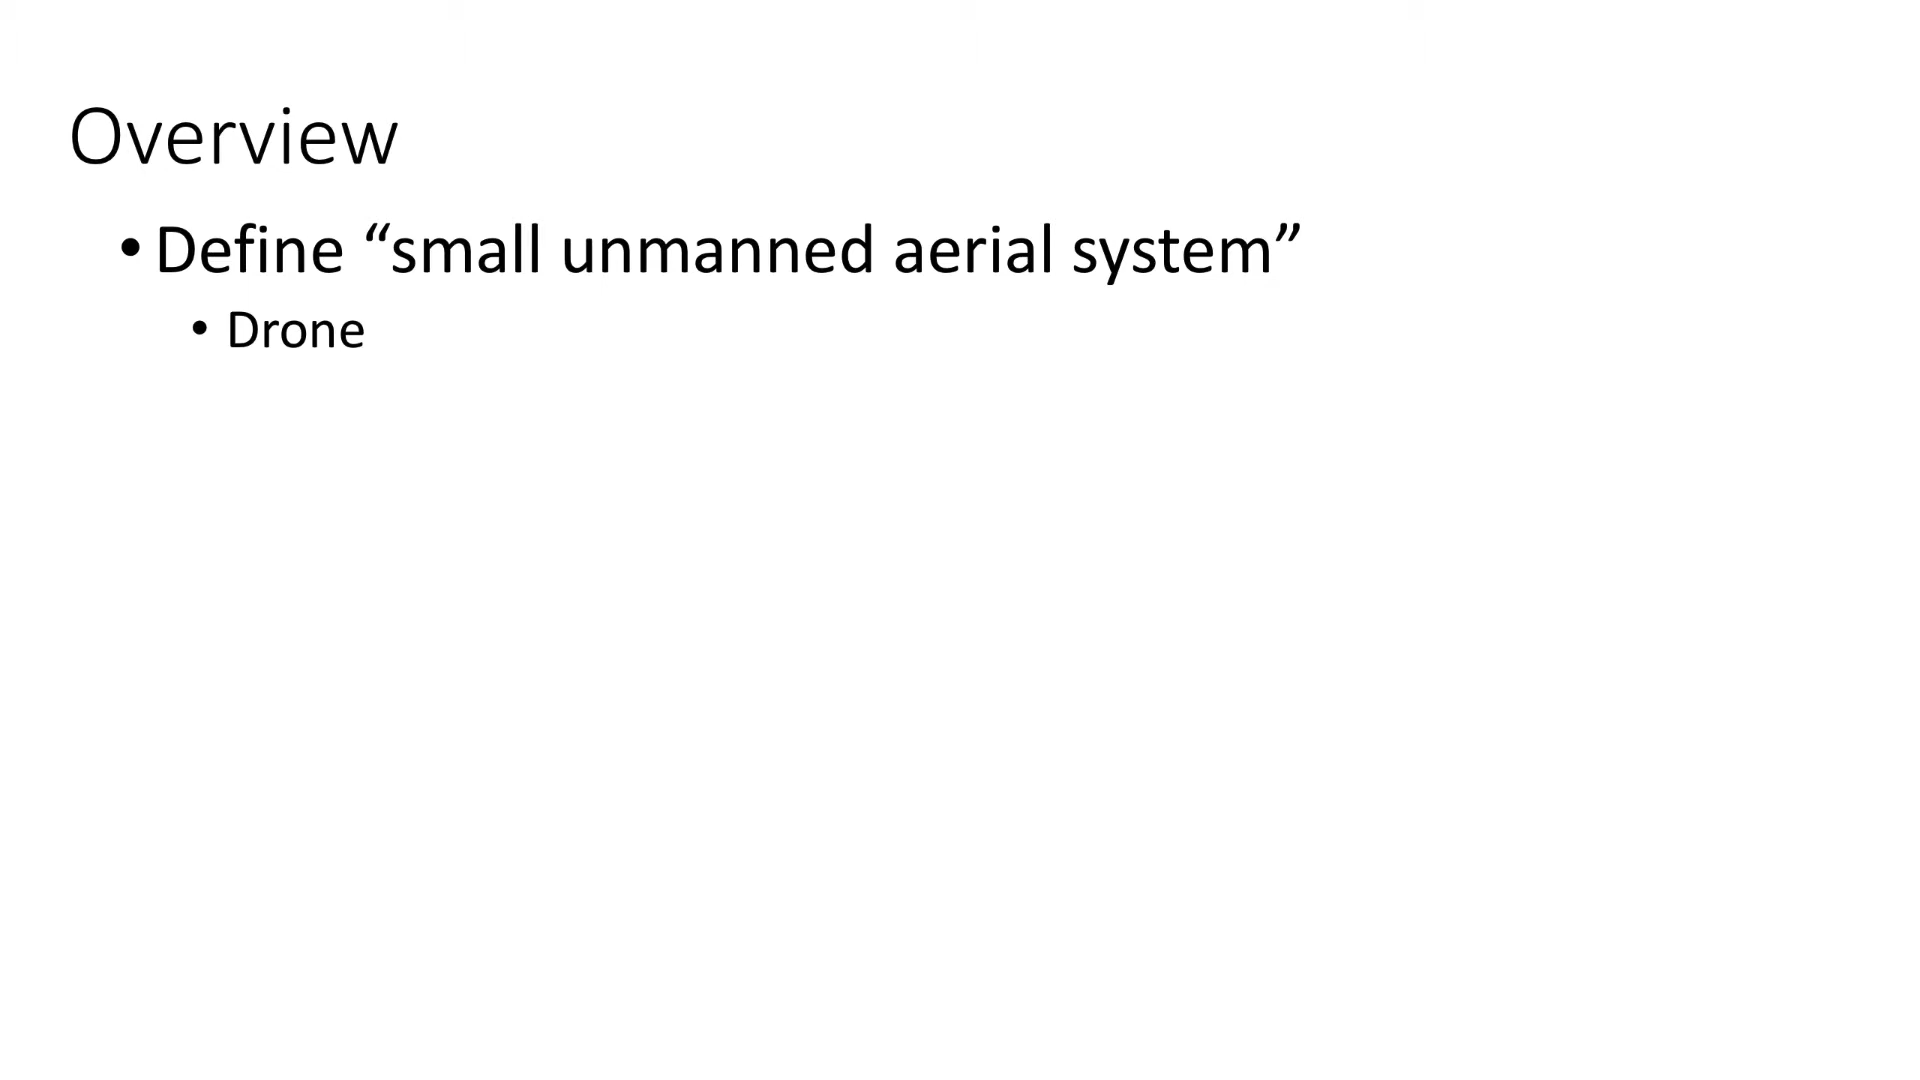 Overview
• Define “small unmanned aerial system”
• Drone